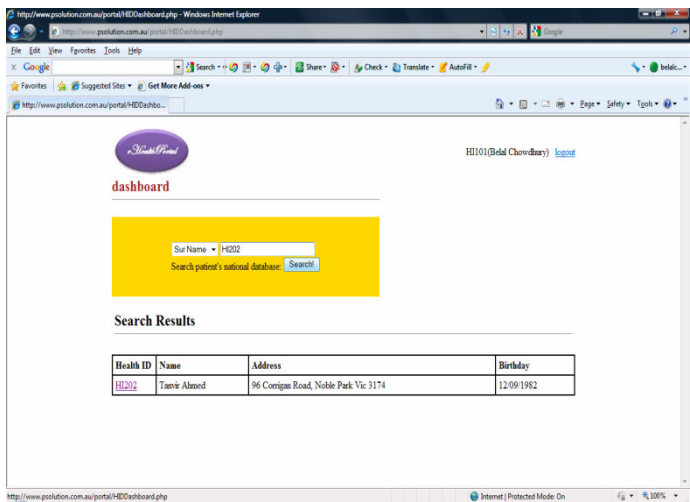 http://www.psolution.com.au/portal/HIDDashboard.php - Windows Internet Explorer
http://www.psolution.com.au/portal/HIDDashboard.php
Google
File Edit View Favorites Tools Help
x Google Search Share Check Translate AutoFill belalc...
Favorites Suggested Sites Get More Add-ons
http://www.psolution.com.au/portal/HIDDashbo... Page Safety Tools
eHealthPortal
HI101(Belal Chowdhury) logout
dashboard
Sur Name HI202
Search patient's national database: Search!
Search Results
Health ID Name Address Birthday
HI202 Tanvir Ahmed 96 Corrigan Road, Noble Park Vic 3174 12/09/1982
http://www.psolution.com.au/portal/HIDDashboard.php Internet | Protected Mode: On 100%